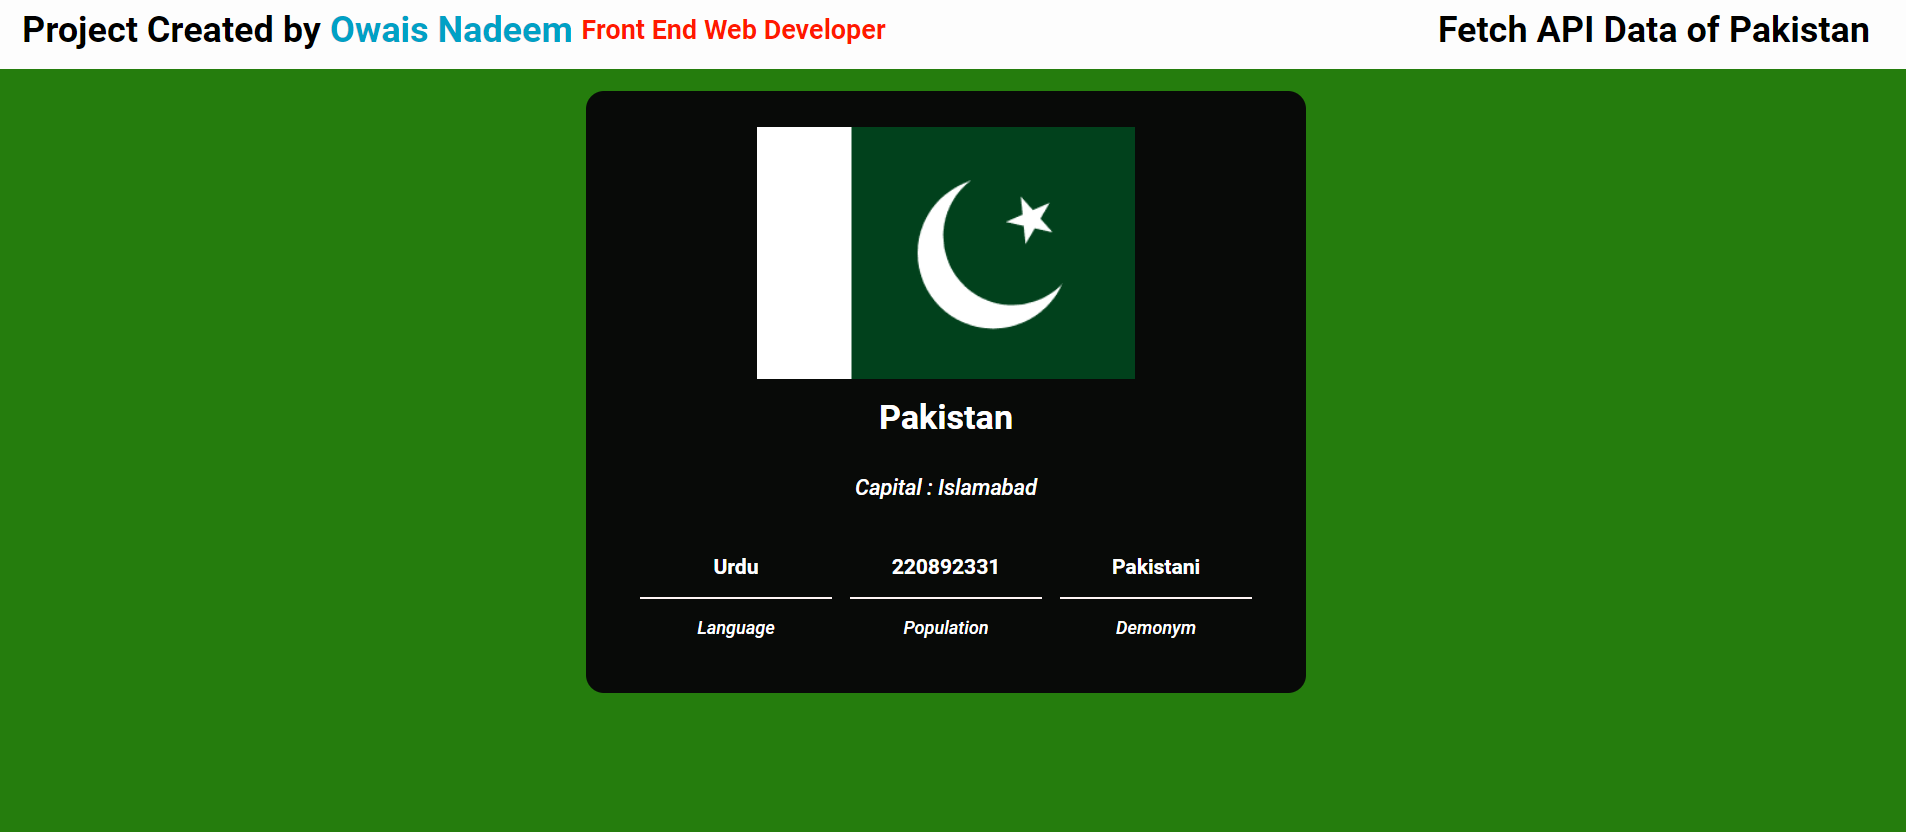 Project Created by Owais Nadeem Front End Web Developer
Fetch API Data of Pakistan
Pakistan
Capital : Islamabad
Urdu
Language
220892331
Population
Pakistani
Demonym